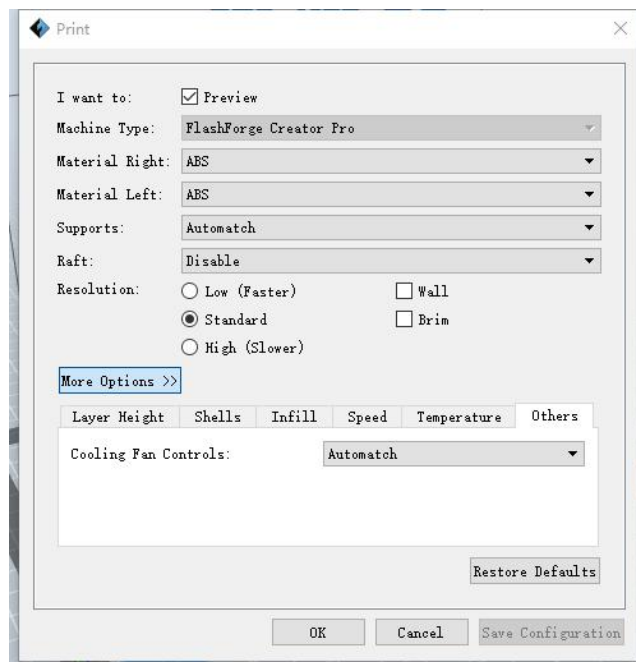 Print
I want to: Preview
Machine Type: FlashForge Creator Pro
Material Right: ABS
Material Left: ABS
Supports: Automatch
Raft: Disable
Resolution: Low (Faster) Wall
Standard Brim
High (Slower)
More Options >>
Layer Height Shells Infill Speed Temperature Others
Cooling Fan Controls: Automatch
Restore Defaults
OK Cancel Save Configuration